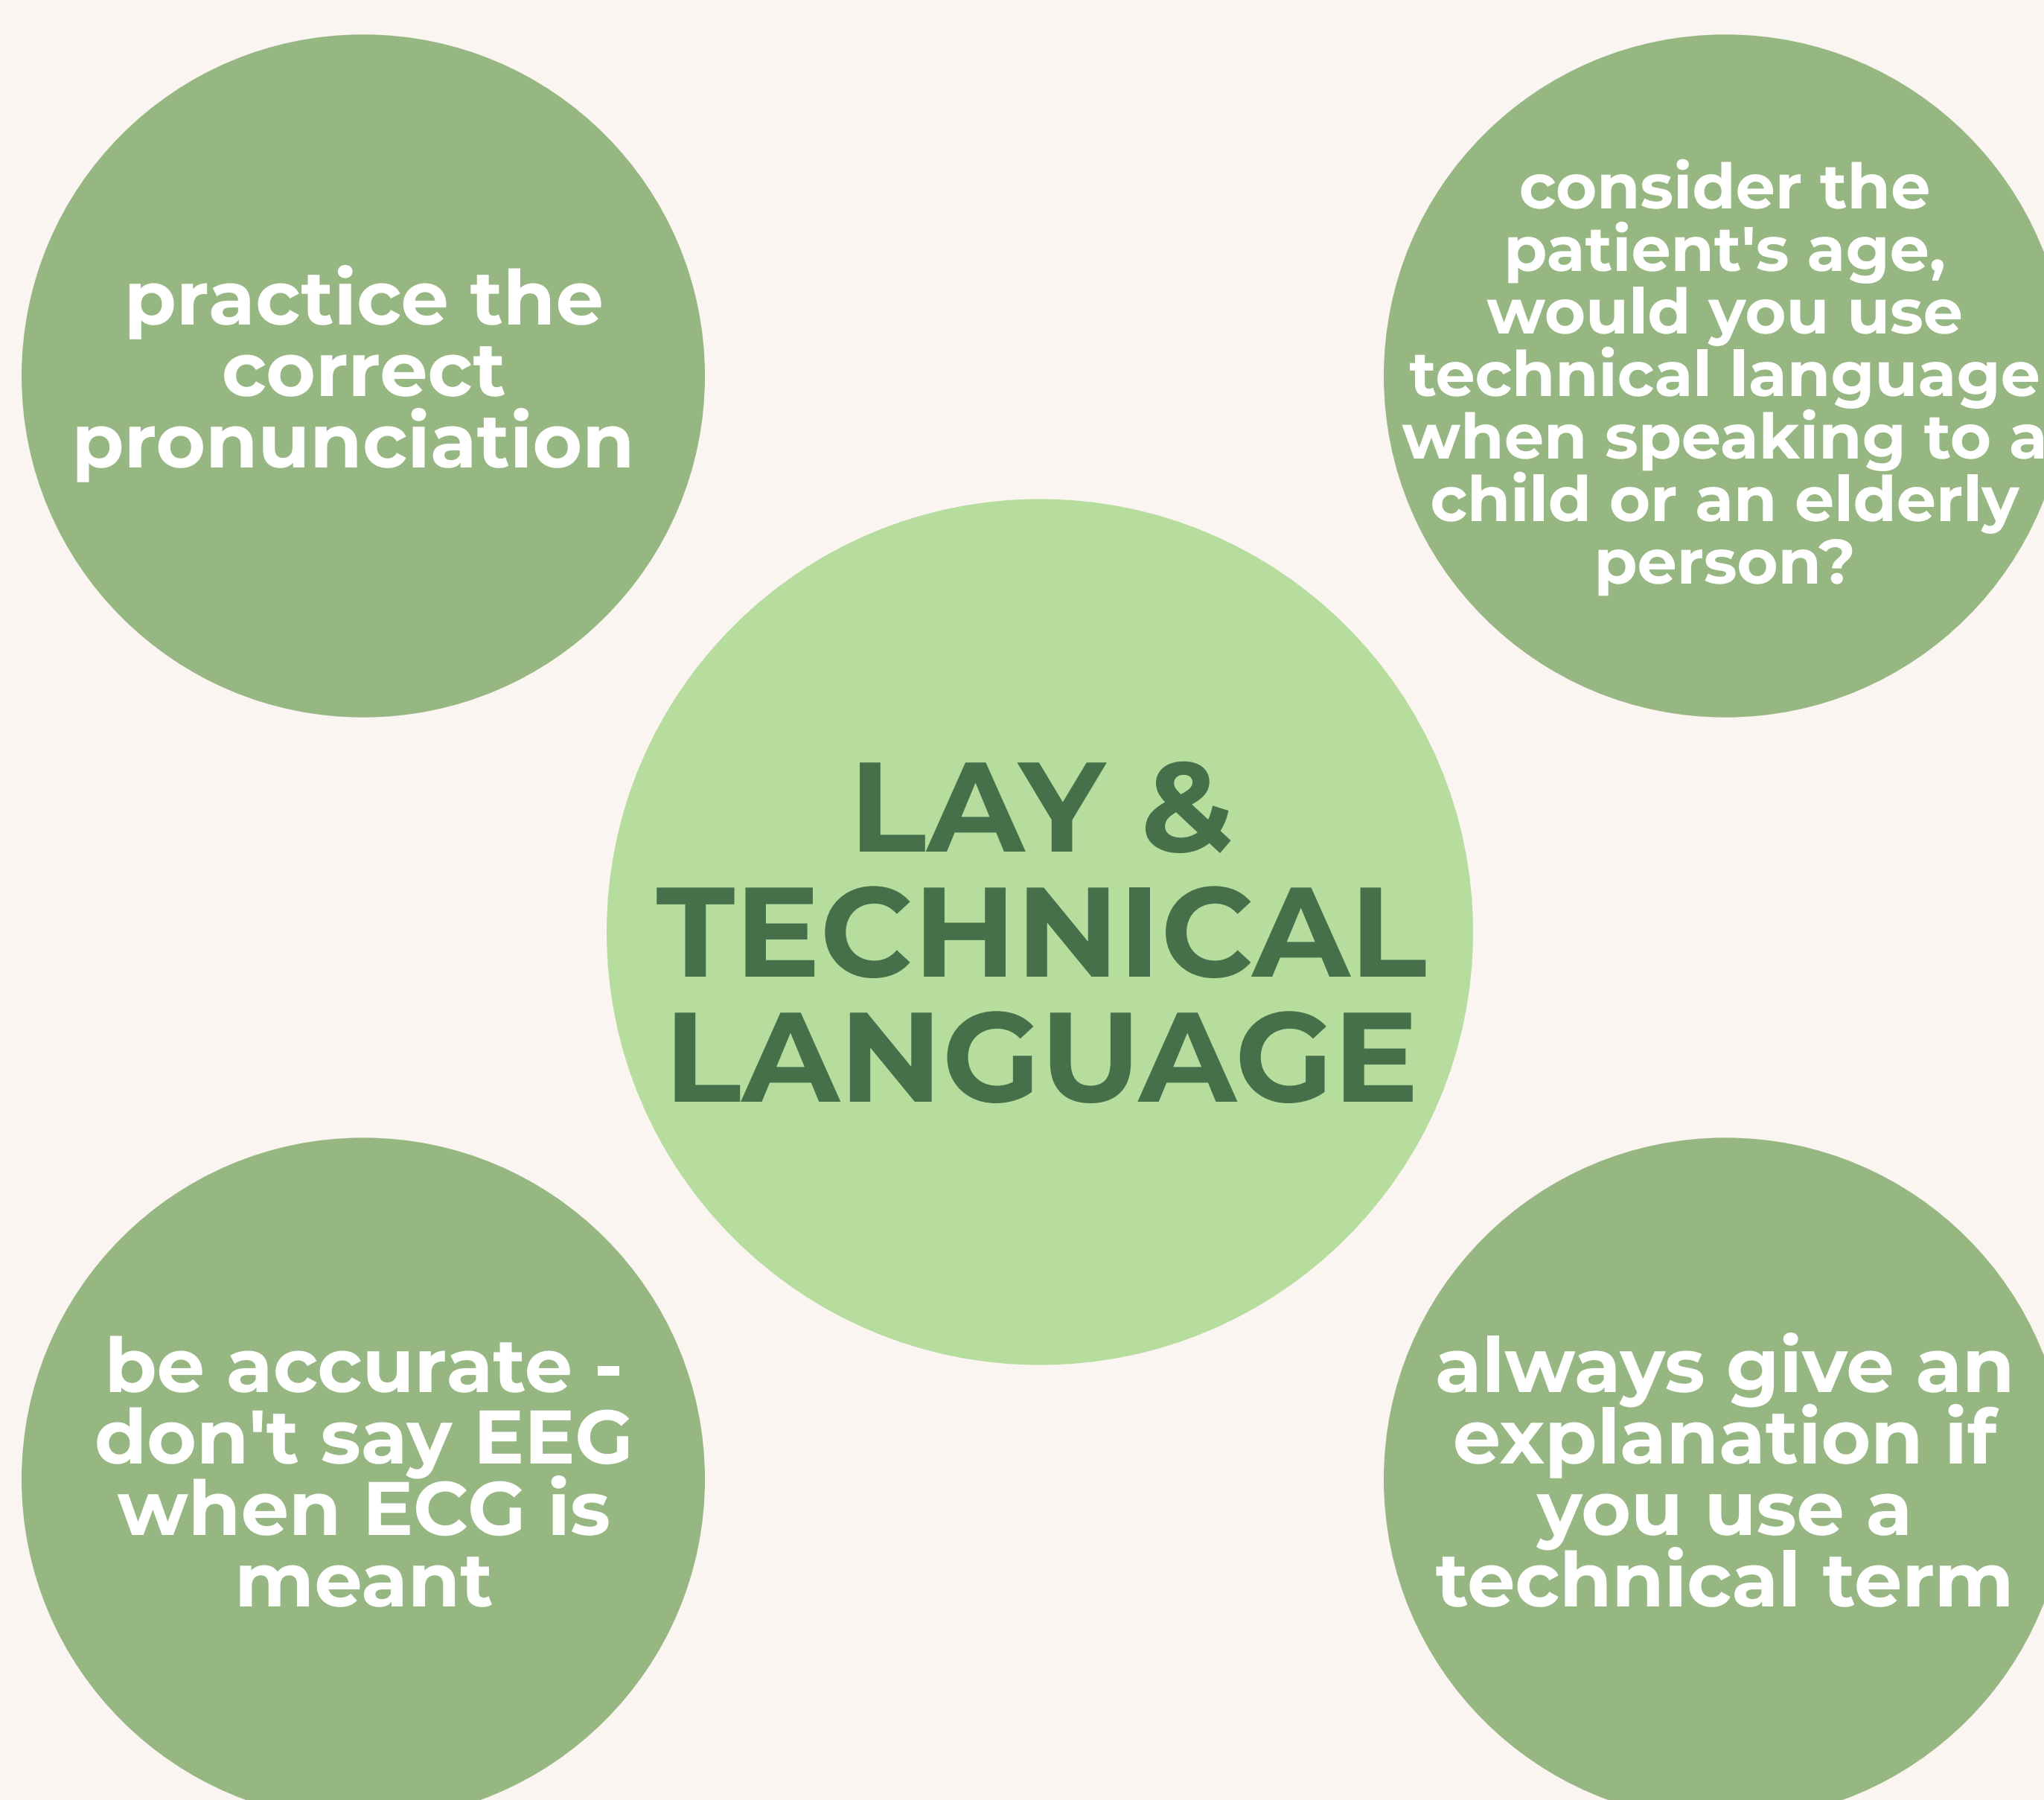 practice the
correct
pronunciation
consider the
patient's age,
would you use
technical language
when speaking to a
child or an elderly
person?
LAY &
TECHNICAL
LANGUAGE
be accurate -
don't say EEG
when ECG is
meant
always give an
explanation if
you use a
technical term